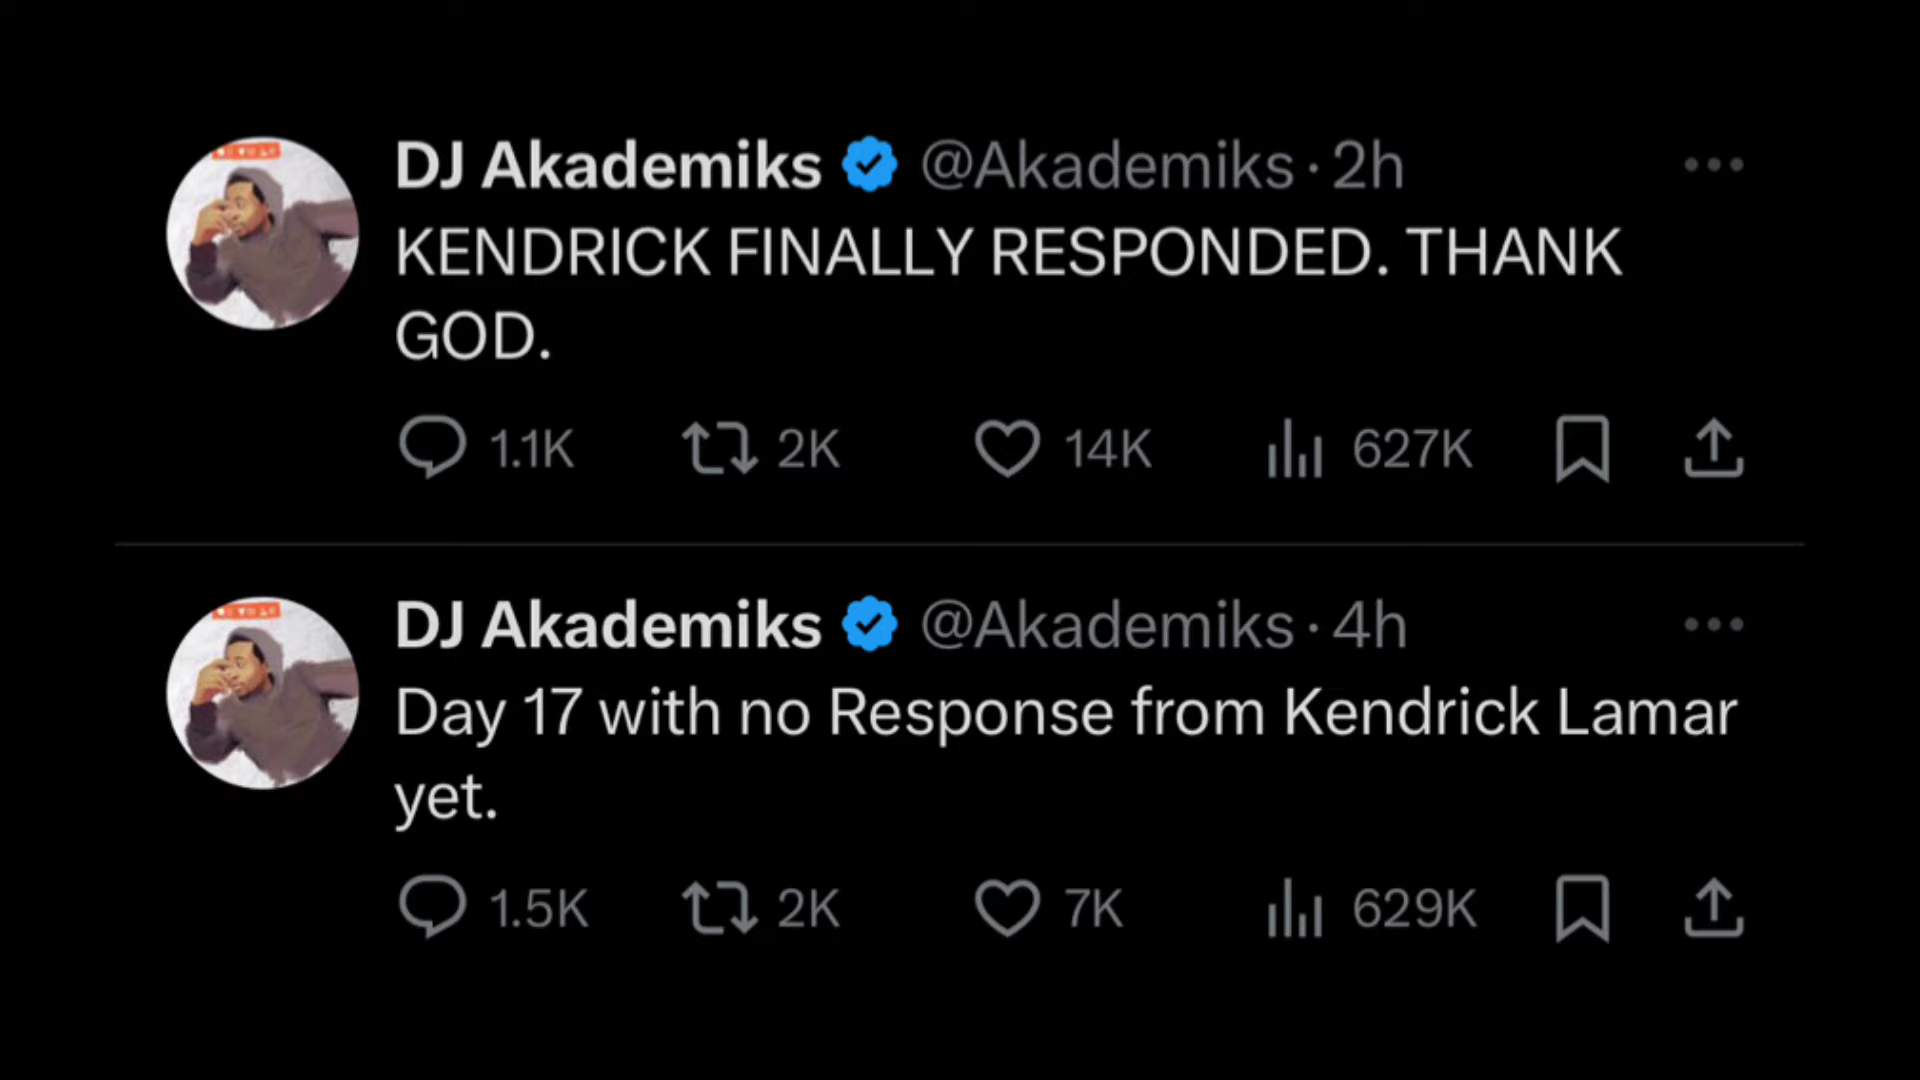 DJ Akademiks @Akademiks · 2h
KENDRICK FINALLY RESPONDED. THANK
GOD.
1.1K 2K 14K 627K
DJ Akademiks @Akademiks · 4h
Day 17 with no Response from Kendrick Lamar
yet.
1.5K 2K 7K 629K